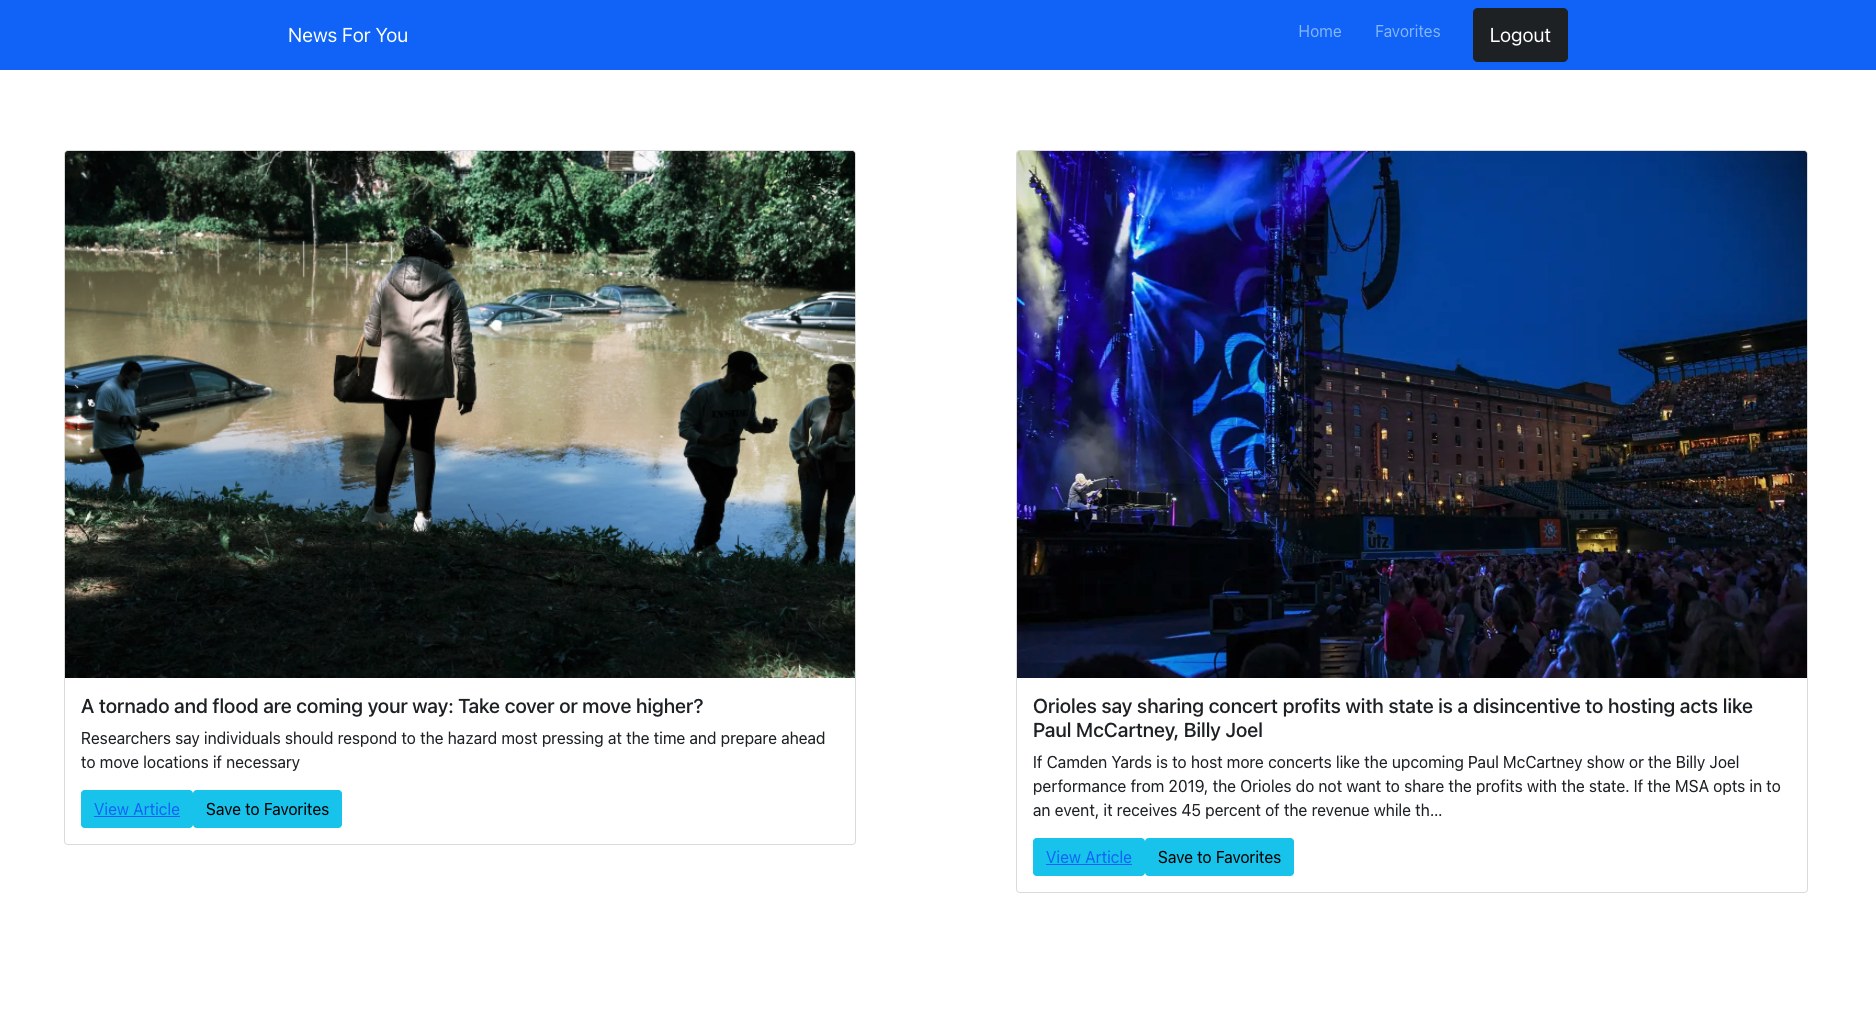 News For You
Home
Favorites
Logout
A tornado and flood are coming your way: Take cover or move higher?
Researchers say individuals should respond to the hazard most pressing at the time and prepare ahead
to move locations if necessary
View Article
Save to Favorites
utz
Orioles say sharing concert profits with state is a disincentive to hosting acts like
Paul McCartney, Billy Joel
If Camden Yards is to host more concerts like the upcoming Paul McCartney show or the Billy Joel
performance from 2019, the Orioles do not want to share the profits with the state. If the MSA opts in to
an event, it receives 45 percent of the revenue while th...
View Article
Save to Favorites